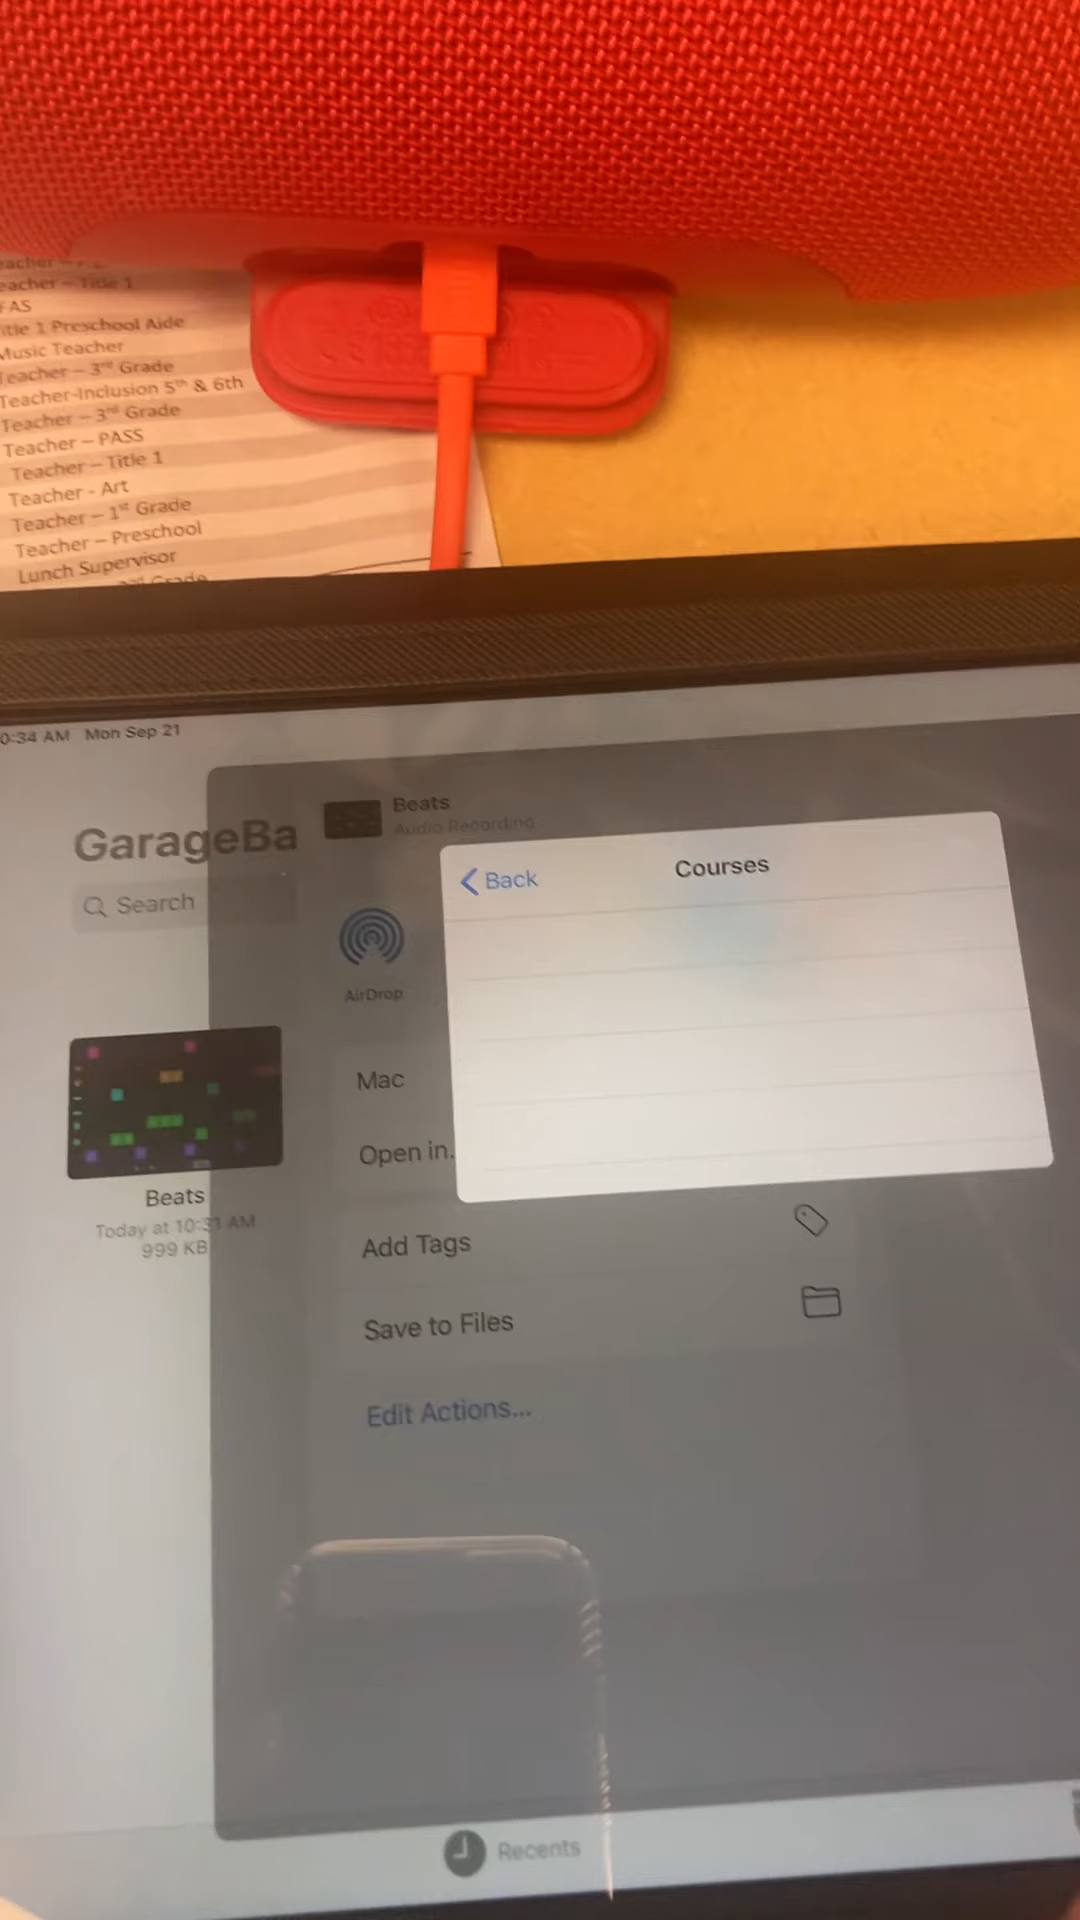 Teacher – Title 1
Title 1 Preschool Aide
Music Teacher
Teacher – 3rd Grade
Teacher-Inclusion 5th & 6th
Teacher – 3rd Grade
Teacher – PASS
Teacher – Title 1
Teacher - Art
Teacher – 1st Grade
Teacher – Preschool
Lunch Supervisor
Grade
0:34 AM Mon Sep 21
GarageBa
Search
Beats
Audio Recording
Back
Courses
AirDrop
Mac
Open in.
Beats
Today at 10:31 AM
999 KB
Add Tags
Save to Files
Edit Actions...
Recents